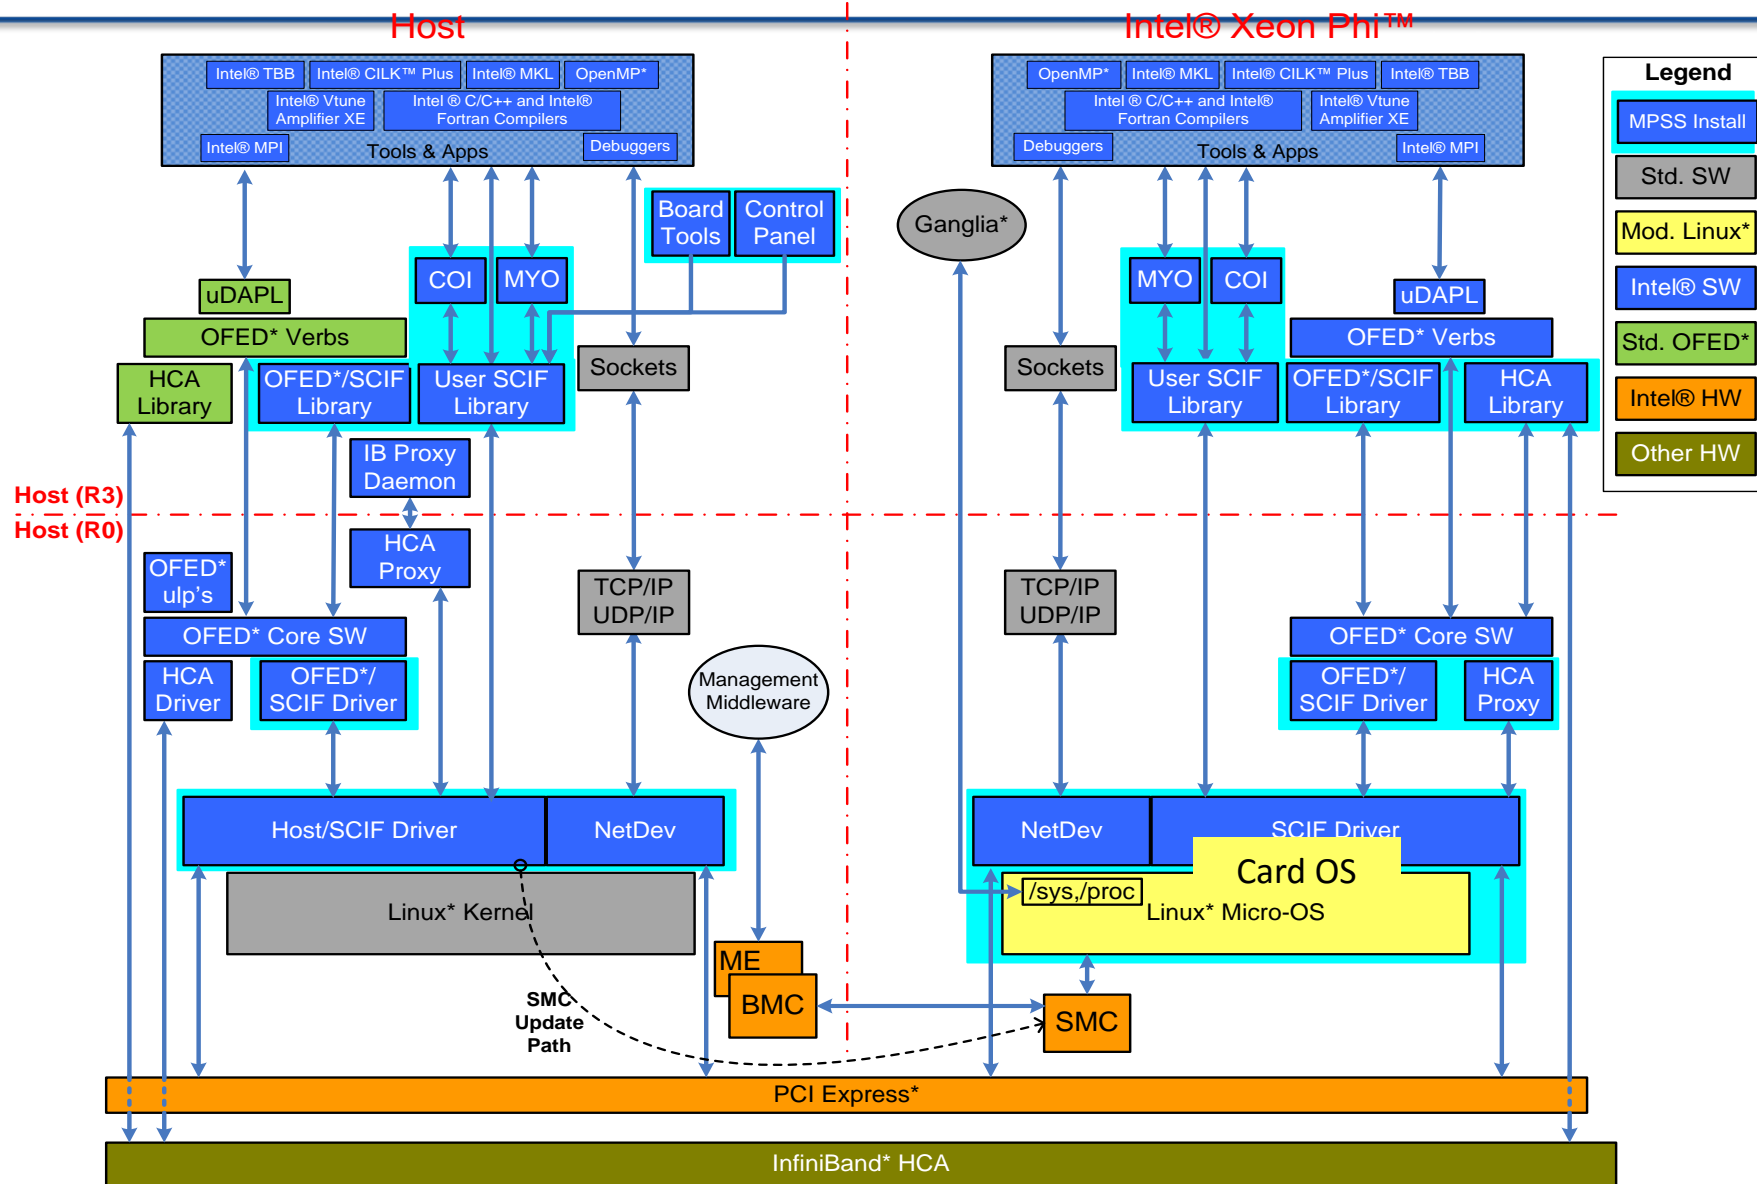 Host
Intel® Xeon Phi™
Intel® TBB
Intel® CILK™ Plus
Intel® MKL
OpenMP*
Intel® Vtune
Amplifier XE
Intel ® C/C++ and Intel®
Fortran Compilers
Intel® MPI
Tools & Apps
Debuggers
OpenMP*
Intel® MKL
Intel® CILK™ Plus
Intel® TBB
Intel ® C/C++ and Intel®
Fortran Compilers
Intel® Vtune
Amplifier XE
Debuggers
Tools & Apps
Intel® MPI
Legend
MPSS Install
Std. SW
Mod. Linux*
Intel® SW
Std. OFED*
Intel® HW
Other HW
Board
Tools
Control
Panel
COI
MYO
uDAPL
OFED* Verbs
HCA
Library
OFED*/SCIF
Library
User SCIF
Library
Sockets
IB Proxy
Daemon
Host (R3)
Host (R0)
HCA
Proxy
OFED*
ulp's
TCP/IP
UDP/IP
OFED* Core SW
HCA
Driver
OFED*/
SCIF Driver
Management
Middleware
Host/SCIF Driver
NetDev
Linux* Kernel
ME
BMC
SMC
Update
Path
Ganglia*
MYO
COI
uDAPL
OFED* Verbs
Sockets
User SCIF
Library
OFED*/SCIF
Library
HCA
Library
TCP/IP
UDP/IP
OFED* Core SW
OFED*/
SCIF Driver
HCA
Proxy
NetDev
SCIF Driver
Card OS
/sys,/proc
Linux* Micro-OS
SMC
PCI Express*
InfiniBand* HCA